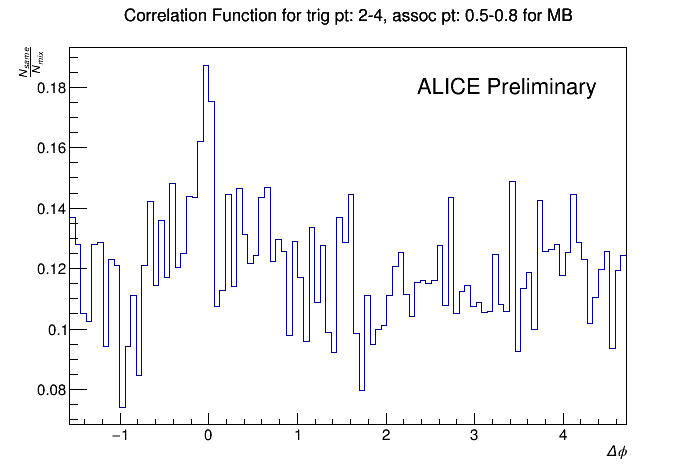 Correlation Function for trig pt: 2-4, assoc pt: 0.5-0.8 for MB
N_same/N_mix
ALICE Preliminary
0.18
0.16
0.14
0.12
0.1
0.08
−1 0 1 2 3 4
Δϕ